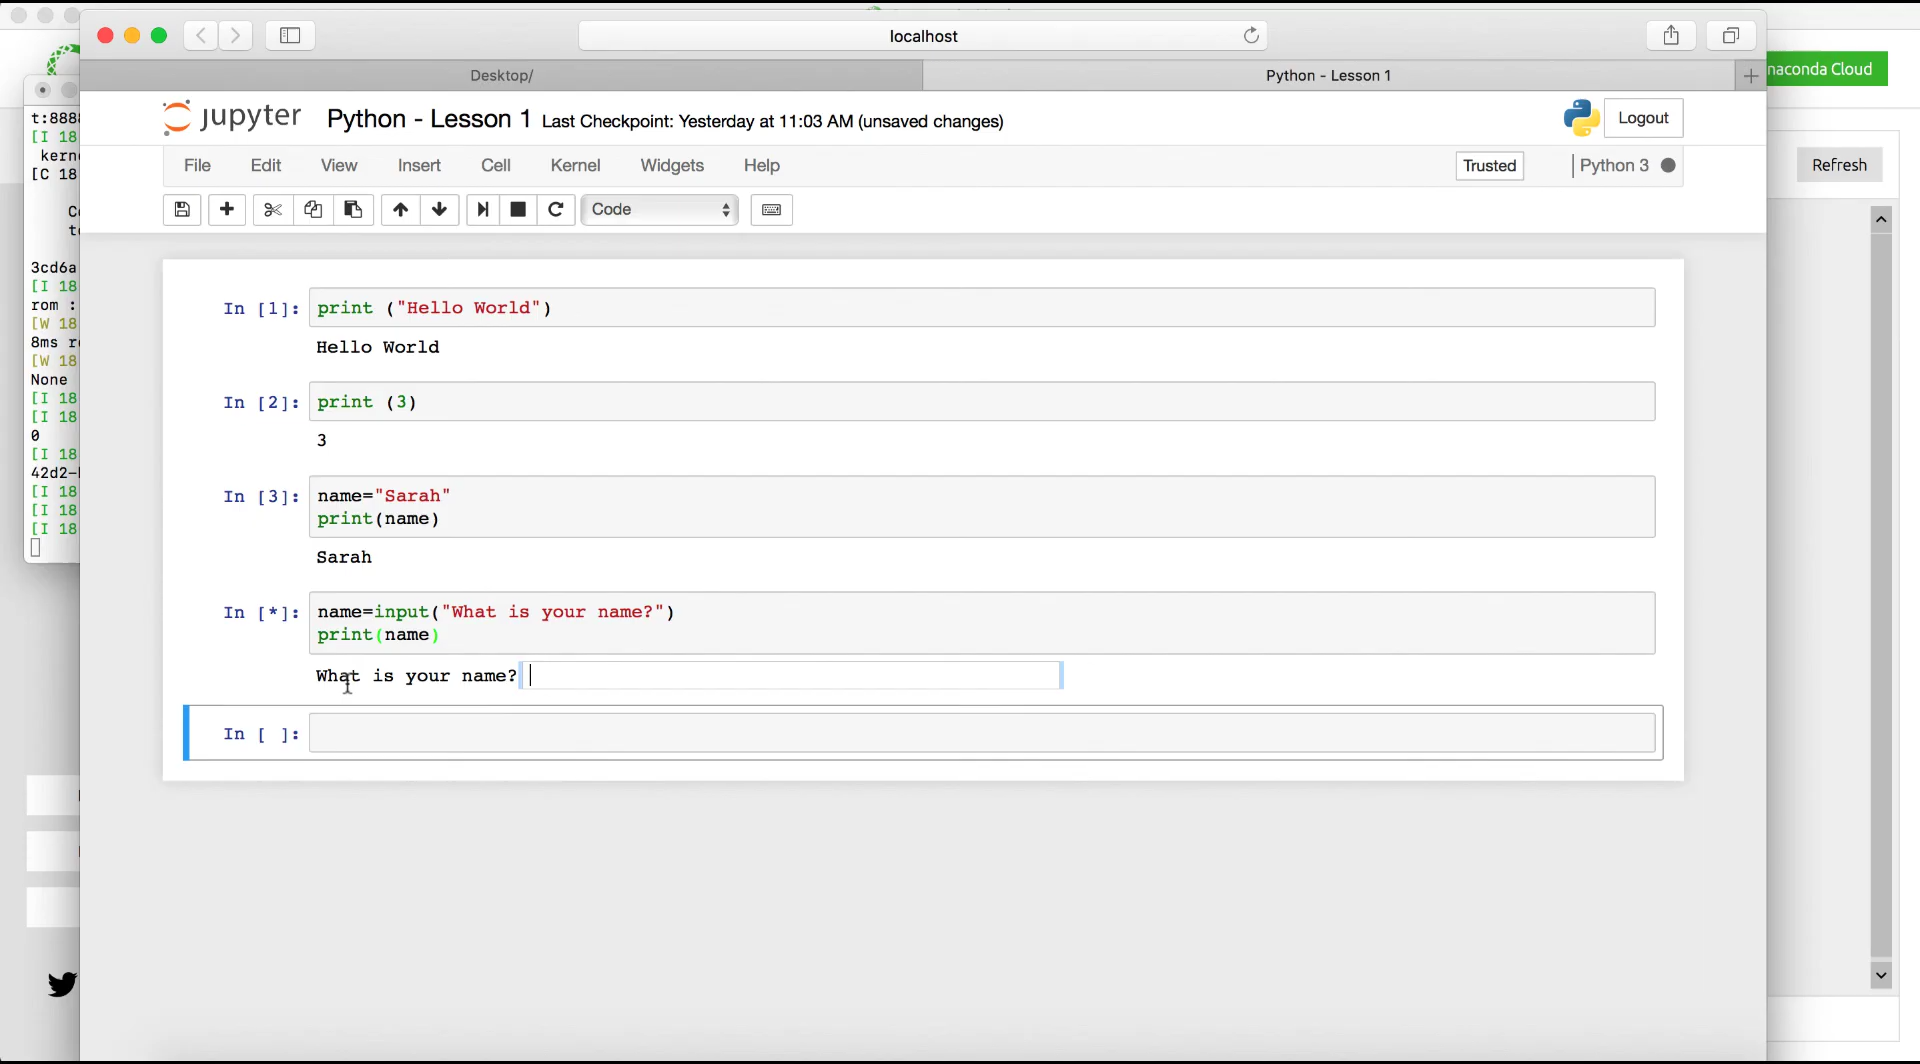 localhost
Desktop/
Python - Lesson 1
naconda Cloud
jupyter Python - Lesson 1 Last Checkpoint: Yesterday at 11:03 AM (unsaved changes)
Logout
File Edit View Insert Cell Kernel Widgets Help
Trusted
Python 3
Refresh
Code
t:8888
[I 18
kerne
[C 18
to
3cd6a
[I 18
rom :
[W 18
8ms re
[W 18
None
[I 18
[I 18
0
[I 18
42d2-
[I 18
[I 18
[I 18
In [1]: print ("Hello World")
Hello World
In [2]: print (3)
3
In [3]: name="Sarah"
print(name)
Sarah
In [*]: name=input("What is your name?")
print(name)
What is your name?
In [ ]: